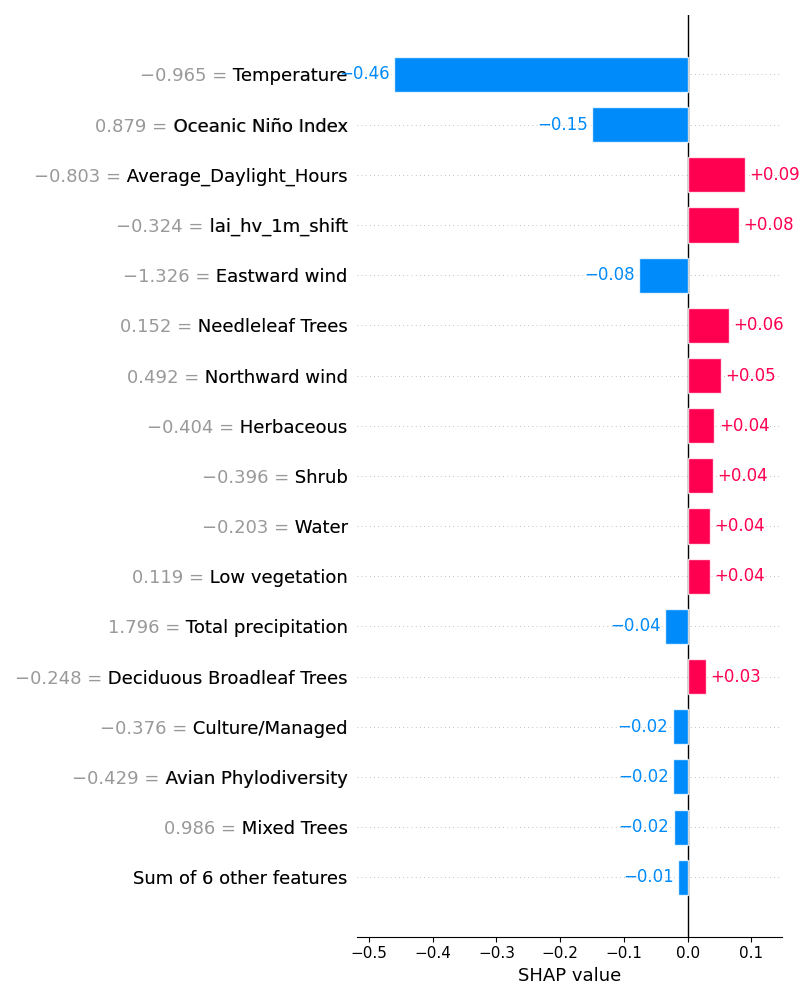 −0.965 = Temperature −0.46
0.879 = Oceanic Niño Index −0.15
−0.803 = Average_Daylight_Hours +0.09
−0.324 = lai_hv_1m_shift +0.08
−1.326 = Eastward wind −0.08
0.152 = Needleleaf Trees +0.06
0.492 = Northward wind +0.05
−0.404 = Herbaceous +0.04
−0.396 = Shrub +0.04
−0.203 = Water +0.04
0.119 = Low vegetation +0.04
1.796 = Total precipitation −0.04
−0.248 = Deciduous Broadleaf Trees +0.03
−0.376 = Culture/Managed −0.02
−0.429 = Avian Phylodiversity −0.02
0.986 = Mixed Trees −0.02
Sum of 6 other features −0.01
−0.5 −0.4 −0.3 −0.2 −0.1 0.0 0.1
SHAP value